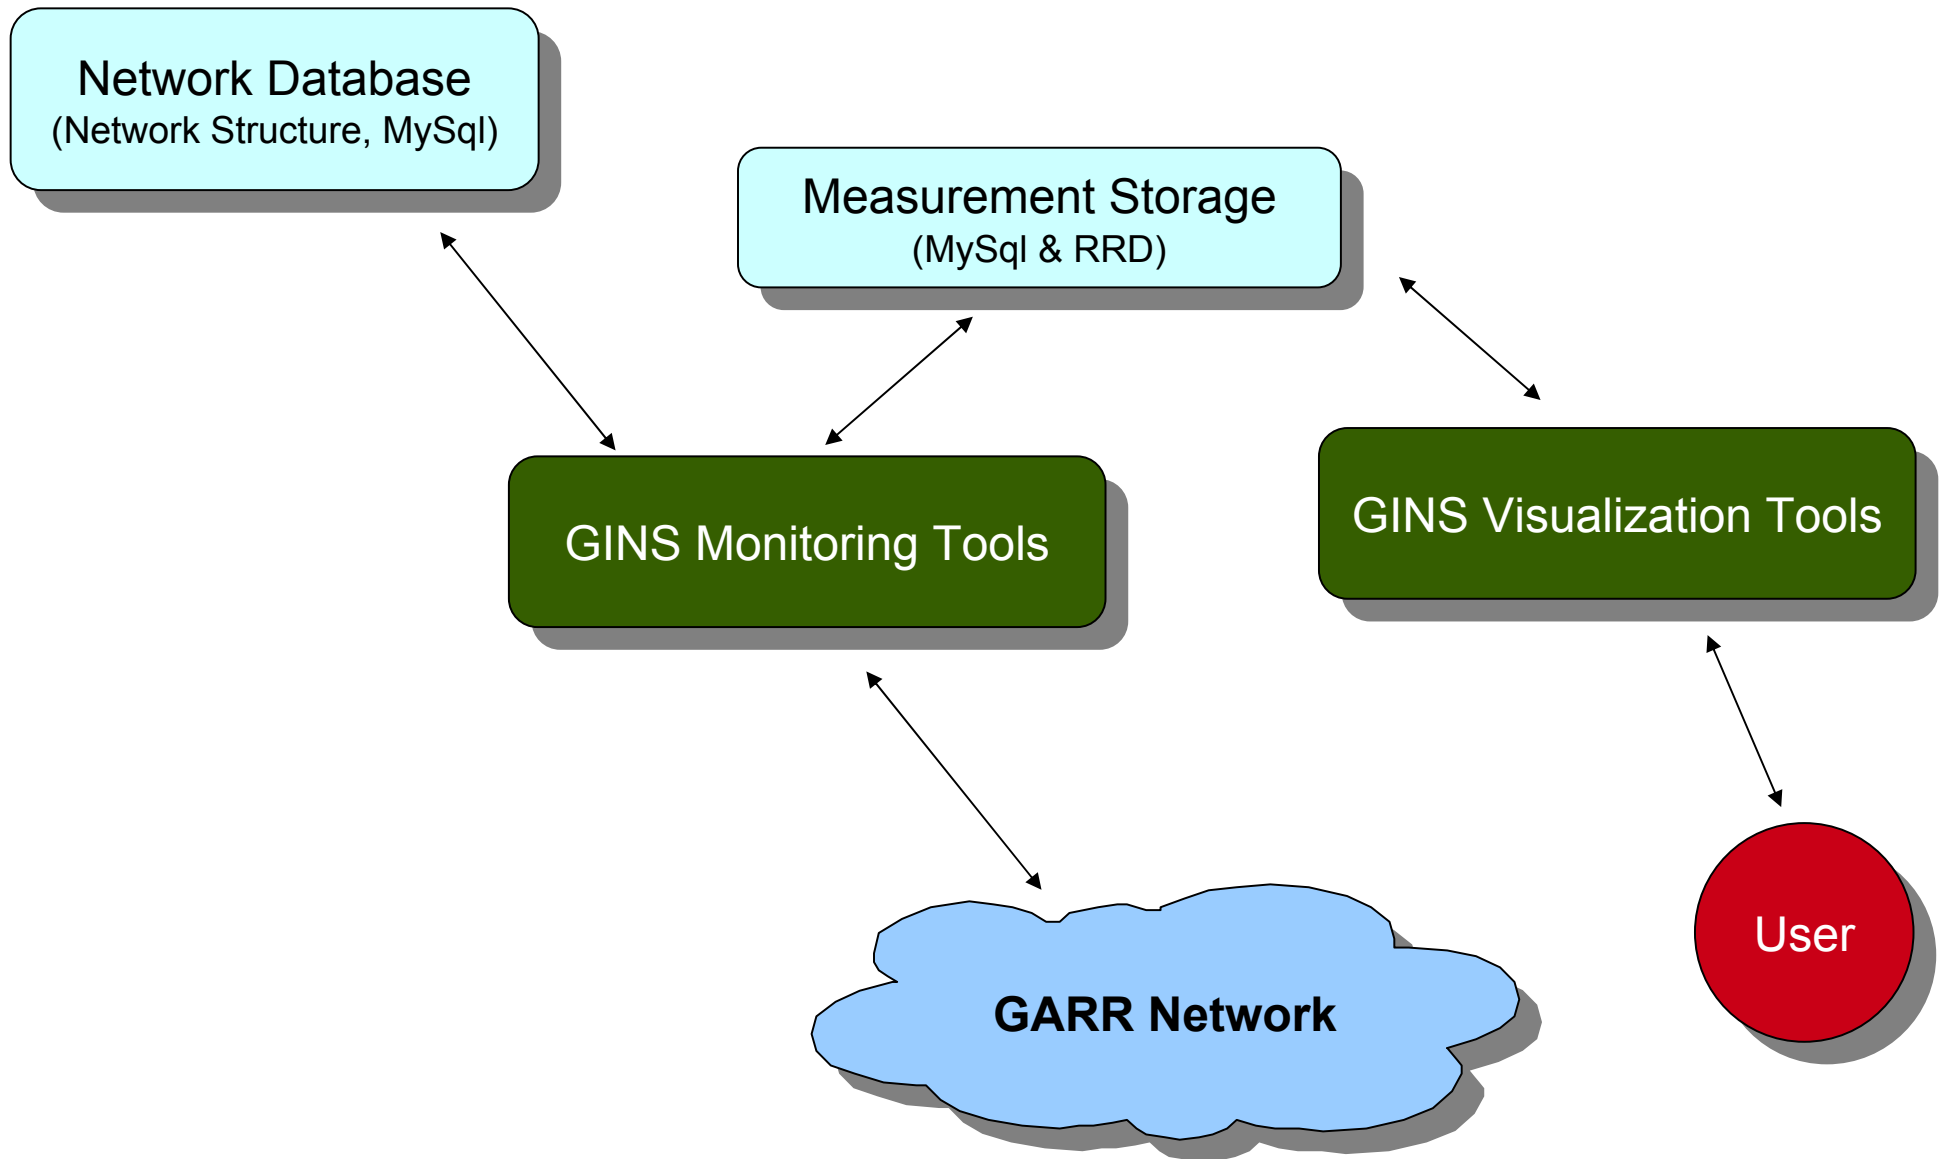 Network Database
(Network Structure, MySql)
Measurement Storage
(MySql & RRD)
GINS Monitoring Tools
GINS Visualization Tools
User
GARR Network